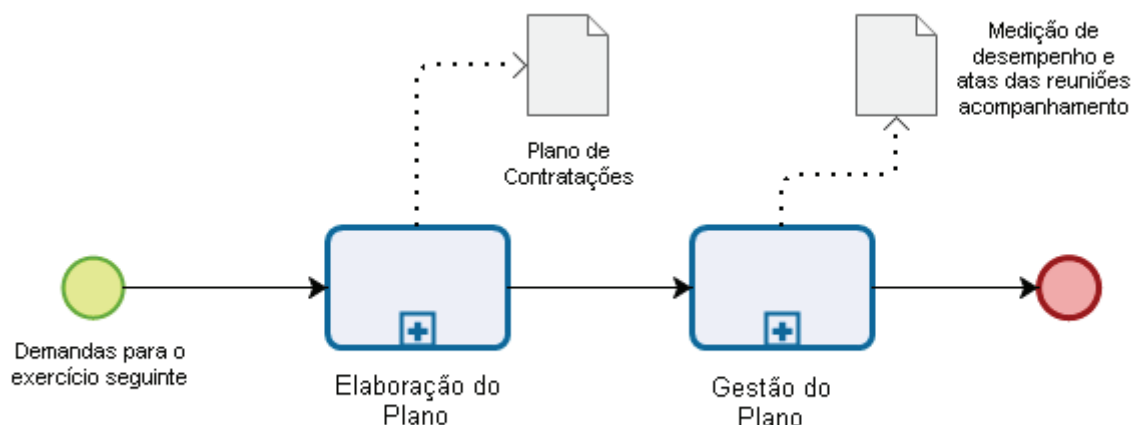 Plano de
Contratações
Medição de
desempenho e
atas das reuniões
acompanhamento
Demandas para o
exercício seguinte
Elaboração do
Plano
Gestão do
Plano